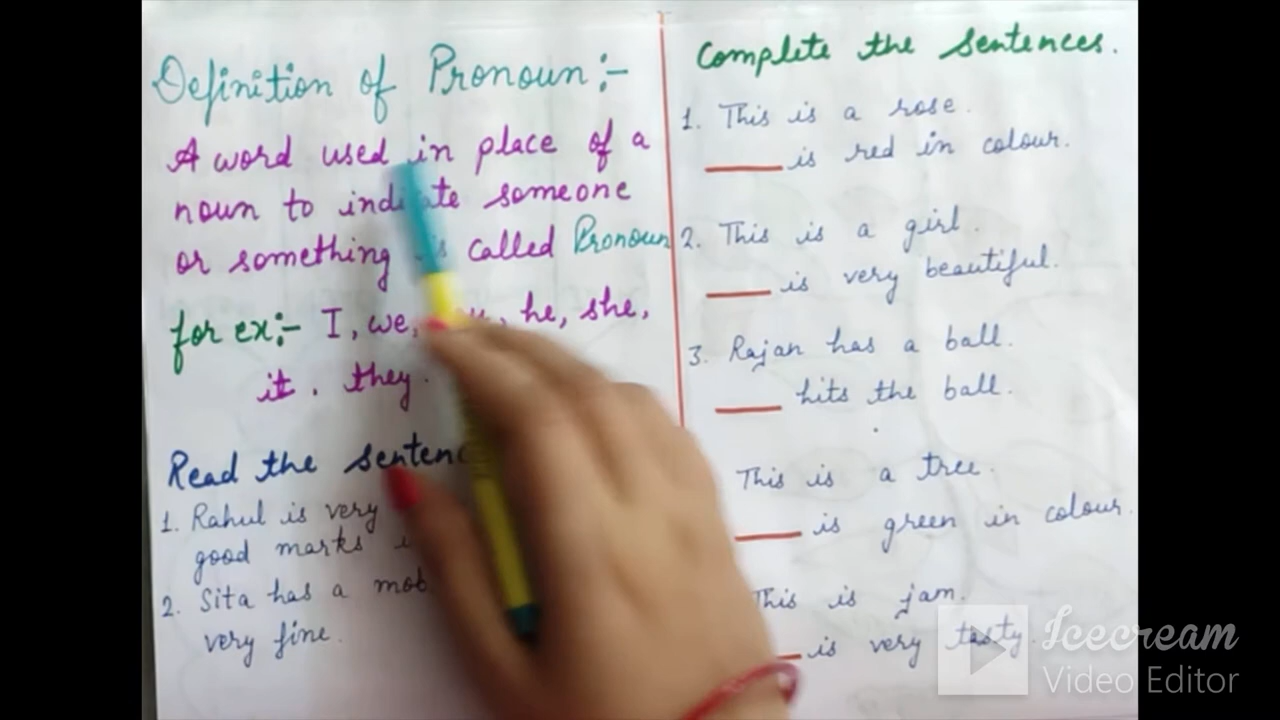 Definition of Pronoun:-
A word used in place of a
noun to indicate someone
or something is called Pronoun
for ex:- I, we, he, she,
it, they.
Read the
1. Rahul is very
good marks
2. Sita has a
very fine.
Complete the Sentences.
1. This is a rose.
is red in colour.
2. This is a girl.
is very beautiful.
3. Rajan has a ball.
hits the ball.
This is a tree.
is green in colour.
This is jam.
is very tasty.
Icecream
Video Editor